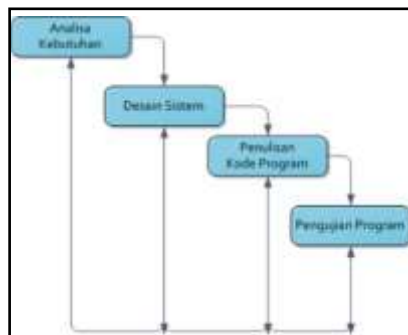 Analisa
Kebutuhan
Desain Sistem
Penulisan
Kode Program
Pengujian Program